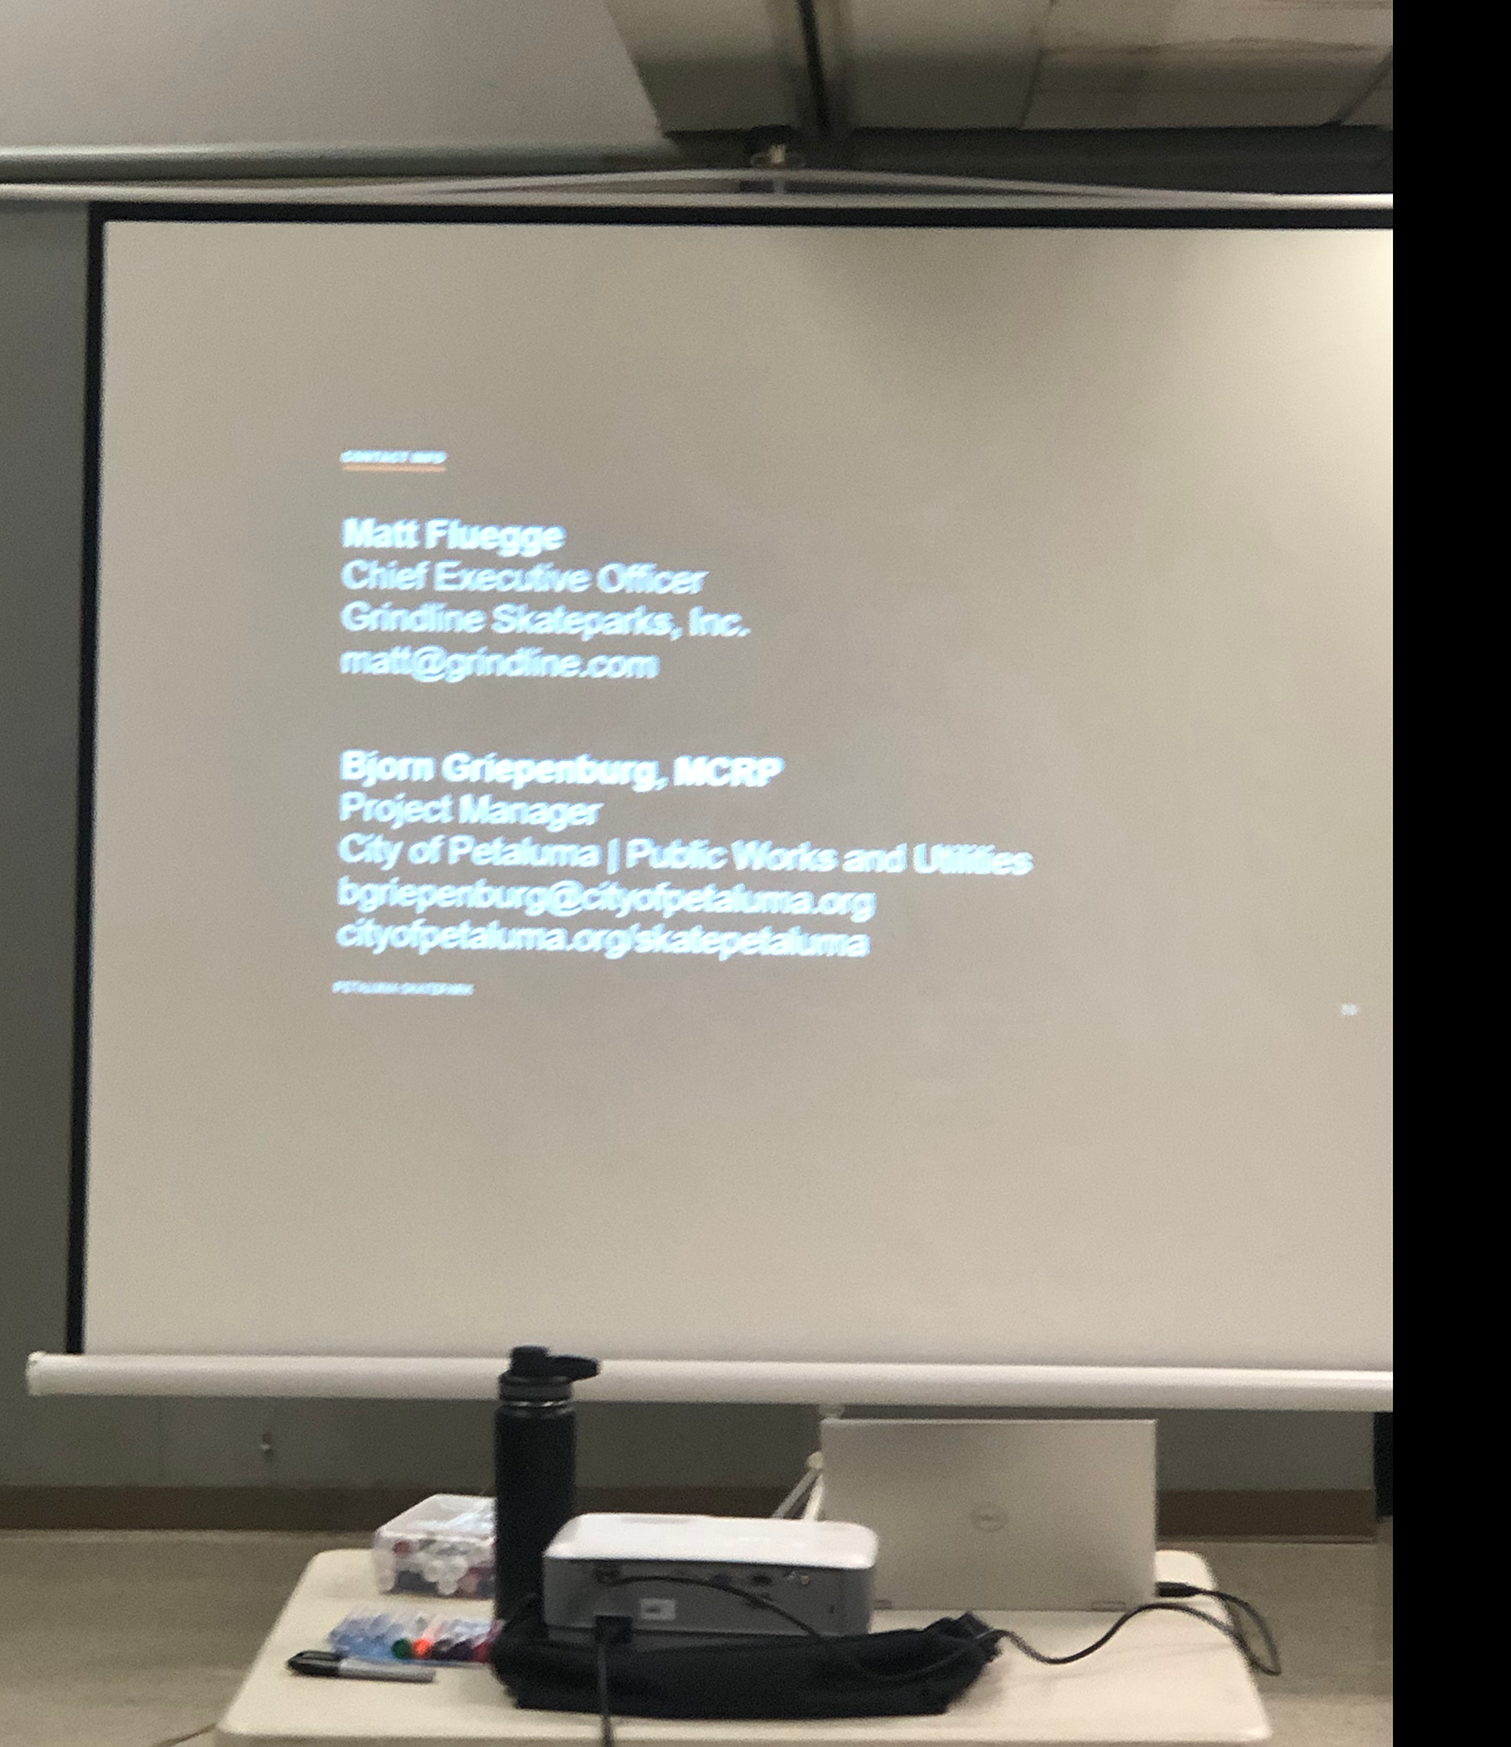 CONTACT INFO
Matt Fluegge
Chief Executive Officer
Grindline Skateparks, Inc.
matt@grindline.com
Bjorn Griepenburg, MCRP
Project Manager
City of Petaluma | Public Works and Utilities
bgriepenburg@cityofpetaluma.org
cityofpetaluma.org/skatepetaluma
PETALUMA SKATEPARK
DELL